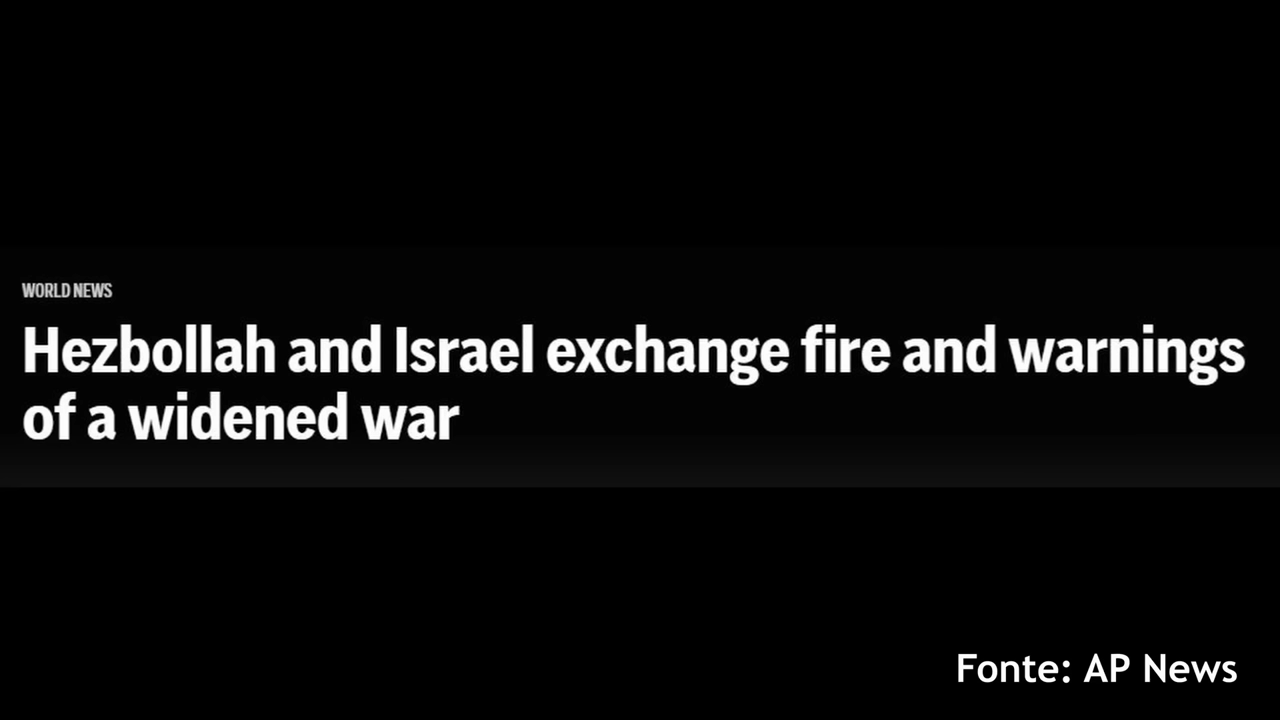 WORLD NEWS
Hezbollah and Israel exchange fire and warnings
of a widened war
Fonte: AP News